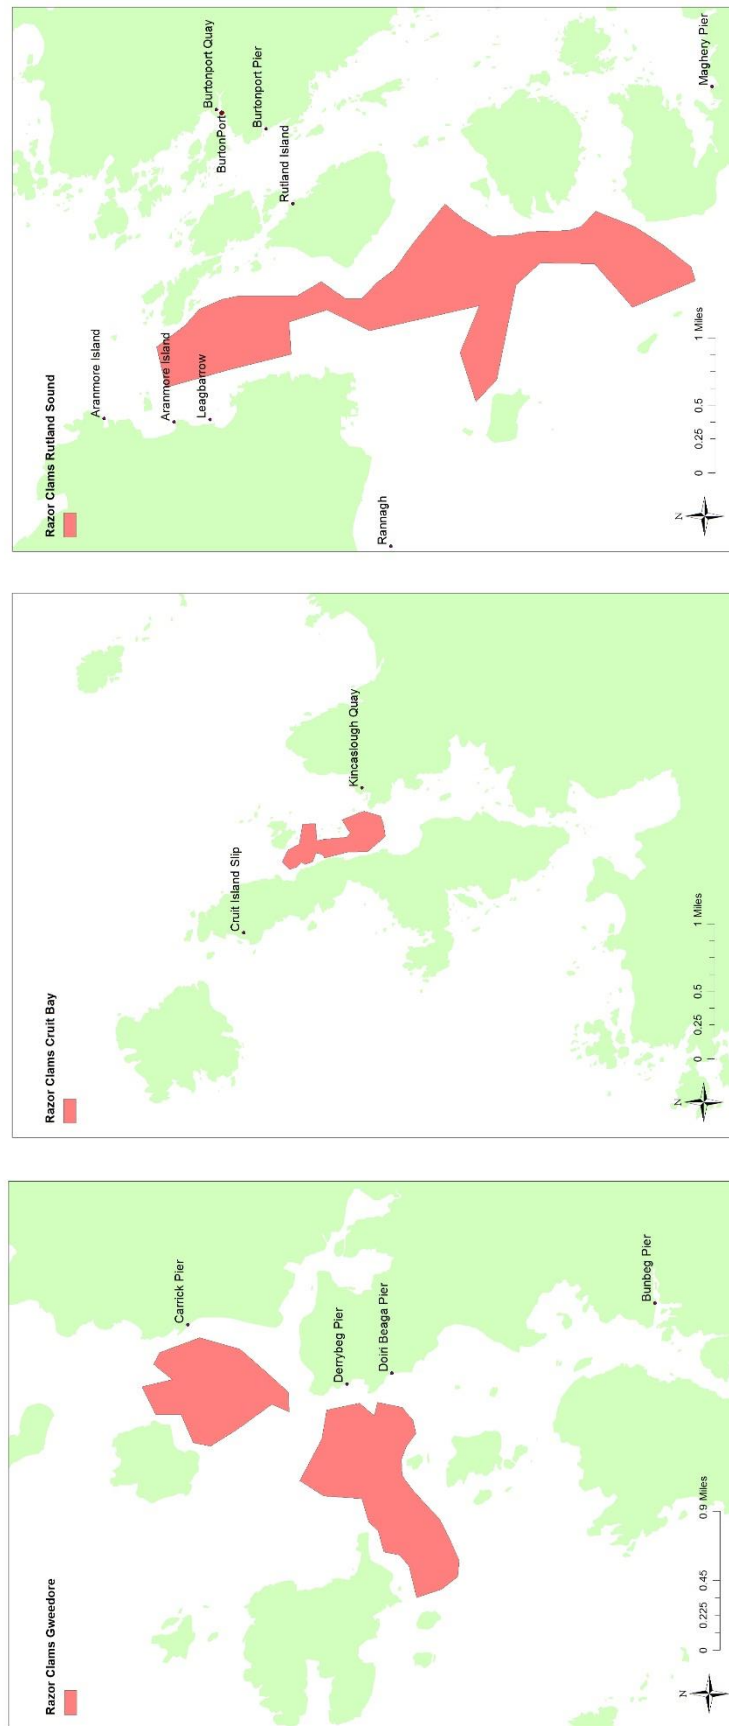 Razor Clams Gweedore
Carrick Pier
Derrybeg Pier
Doiri Beaga Pier
Bunbeg Pier
N
0 0.225 0.45 0.9 Miles
Razor Clams Cruit Bay
Cruit Island Slip
Kincaslough Quay
N
0 0.25 0.5 1 Miles
Razor Clams Rutland Sound
Aranmore Island
Aranmore Island
Leagbarrow
Burtonport Quay
BurtonPort
Burtonport Pier
Rutland Island
Rannagh
Maghery Pier
N
0 0.25 0.5 1 Miles